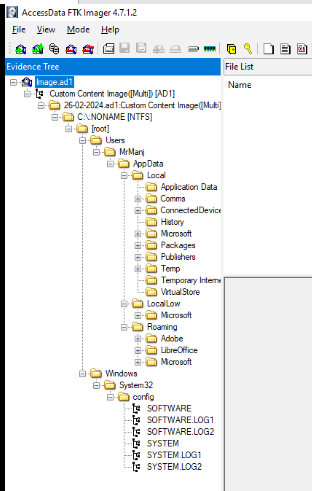 AccessData FTK Imager 4.7.1.2
File View Mode Help
Evidence Tree
File List
Name
Image.ad1
Custom Content Image([Multi]) [AD1]
26-02-2024.ad1:Custom Content Image([Multi]
C:\:NONAME [NTFS]
[root]
Users
MrManj
AppData
Local
Application Data
Comms
ConnectedDevice
History
Microsoft
Packages
Publishers
Temp
Temporary Interne
VirtualStore
LocalLow
Microsoft
Roaming
Adobe
LibreOffice
Microsoft
Windows
System32
config
SOFTWARE
SOFTWARE.LOG1
SOFTWARE.LOG2
SYSTEM
SYSTEM.LOG1
SYSTEM.LOG2